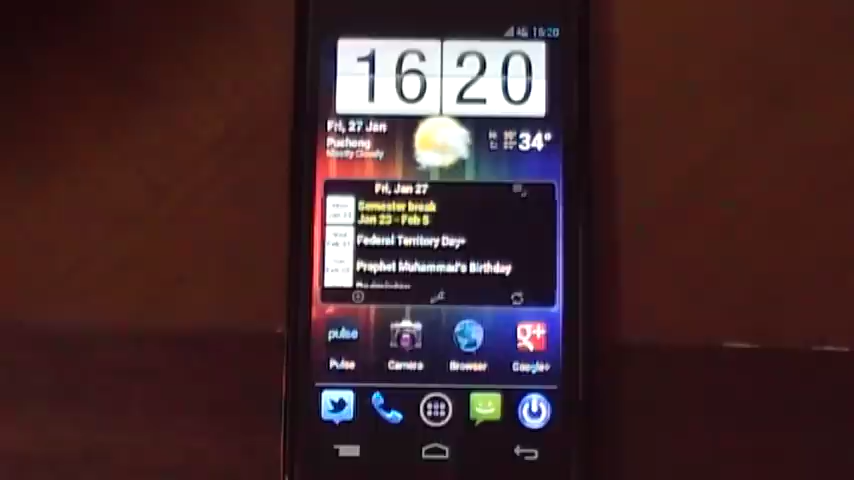 16:20
16 20
Fri, 27 Jan
Puchong
Mostly Cloudy
34°
Fri, Jan 27
Semester break
Jan 23 - Feb 5
Federal Territory Day*
Prophet Muhammad's Birthday
pulse
Pulse
Camera
Browser
g+
Google+